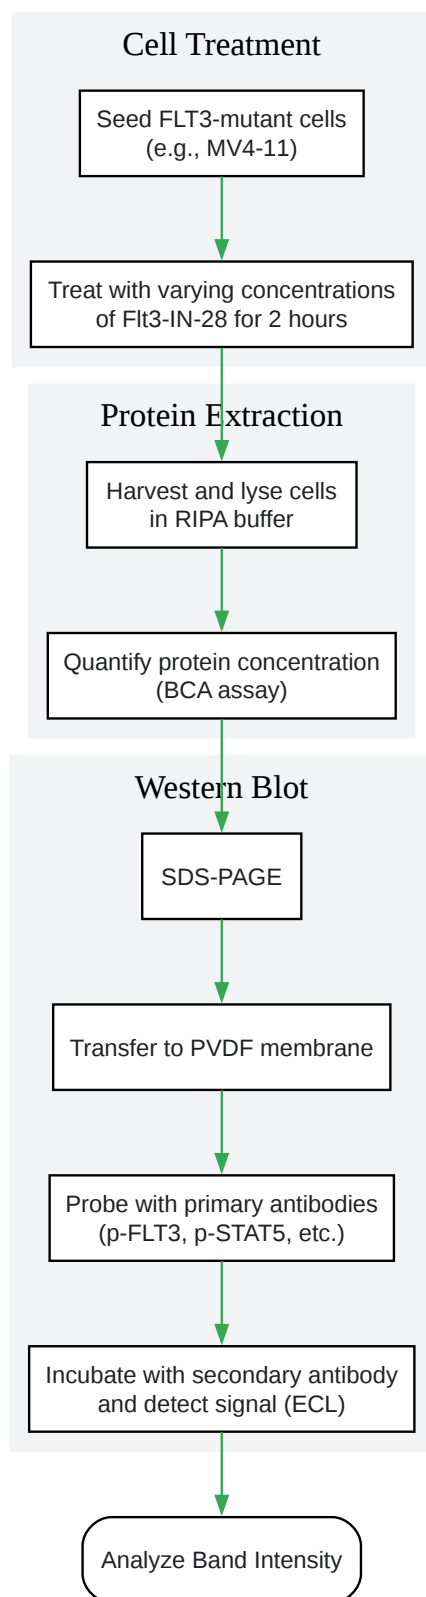 Cell Treatment
Seed FLT3-mutant cells
(e.g., MV4-11)
Treat with varying concentrations
of Flt3-IN-28 for 2 hours
Protein Extraction
Harvest and lyse cells
in RIPA buffer
Quantify protein concentration
(BCA assay)
Western Blot
SDS-PAGE
Transfer to PVDF membrane
Probe with primary antibodies
(p-FLT3, p-STAT5, etc.)
Incubate with secondary antibody
and detect signal (ECL)
Analyze Band Intensity